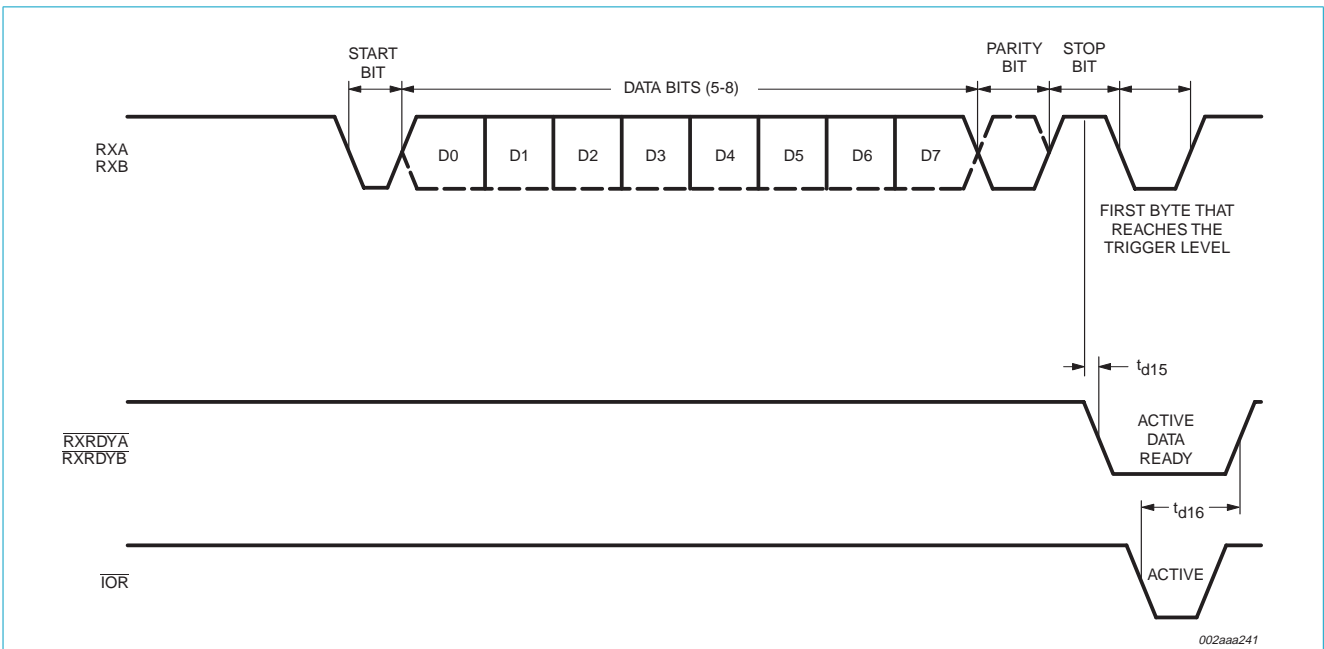 START
BIT
DATA BITS (5-8)
PARITY
BIT
STOP
BIT
RXA
RXB
D0 D1 D2 D3 D4 D5 D6 D7
FIRST BYTE THAT
REACHES THE
TRIGGER LEVEL
td15
RXRDYA
RXRDYB
ACTIVE
DATA
READY
td16
IOR
ACTIVE
002aaa241